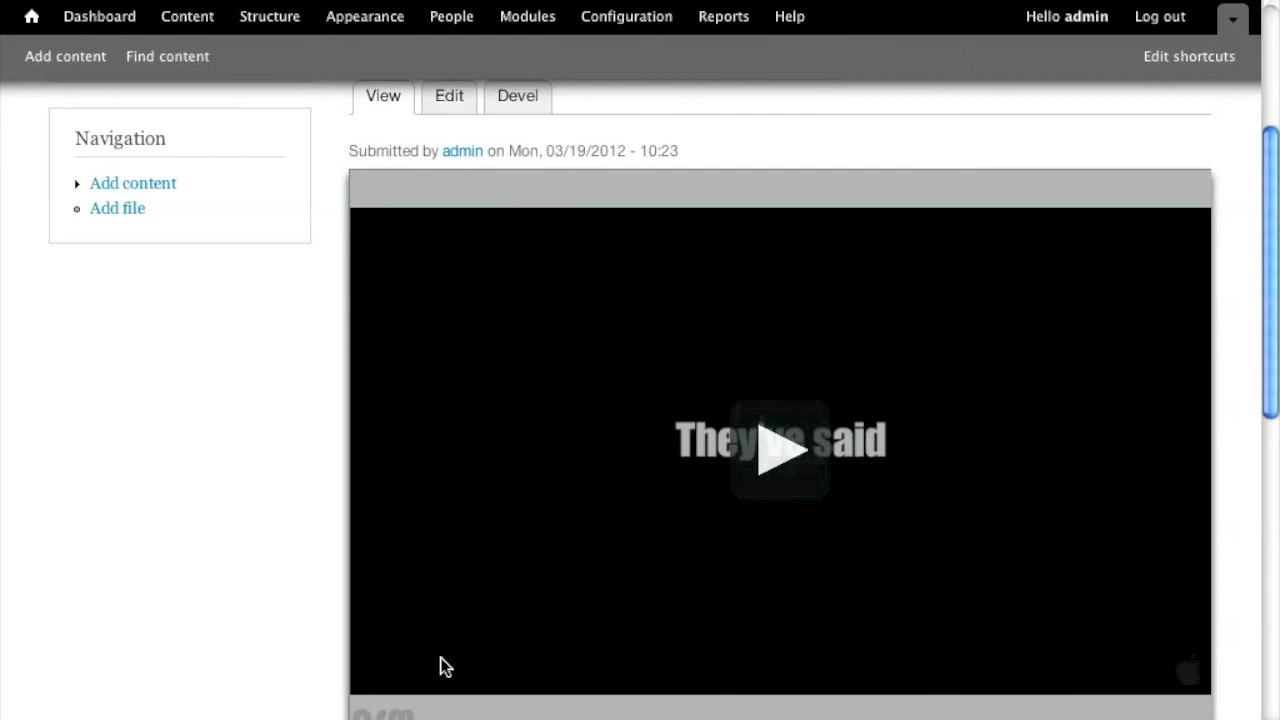 Dashboard Content Structure Appearance People Modules Configuration Reports Help Hello admin Log out
Add content Find content Edit shortcuts
View Edit Devel
Navigation
Submitted by admin on Mon, 03/19/2012 - 10:23
Add content
Add file
They've said